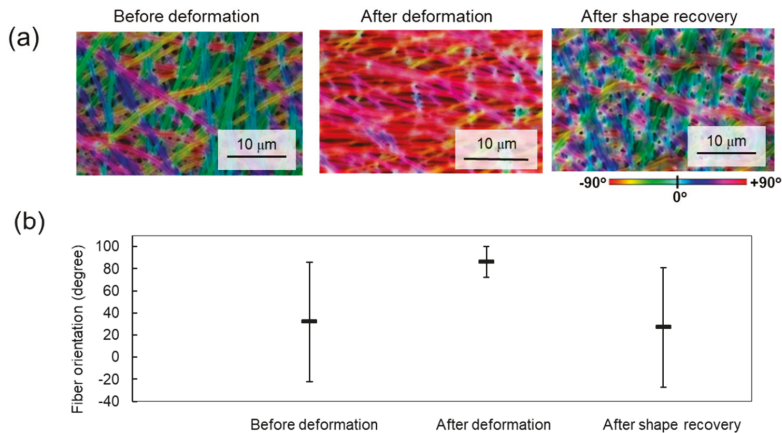 Before deformation
After deformation
After shape recovery
(a)
10 μm
10 μm
10 μm
-90° +90°
0°
(b)
Fiber orientation (degree)
100
80
60
40
20
0
-20
-40
Before deformation
After deformation
After shape recovery